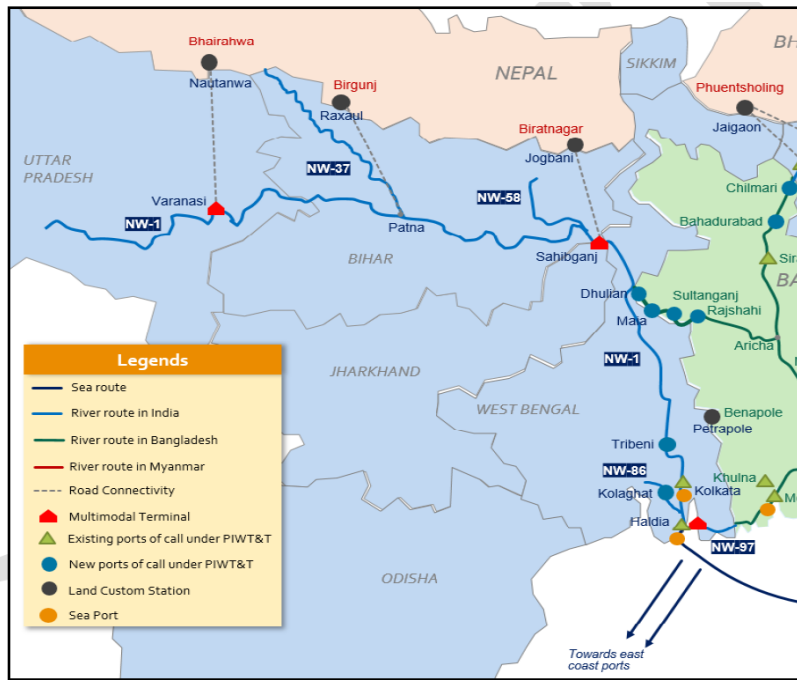 Bhairahwa
Nautanwa
Birgunj
Raxaul
NEPAL
SIKKIM
BH
Phuentsholing
Jaigaon
Biratnagar
Jogbani
UTTAR
PRADESH
NW-37
NW-58
Varanasi
NW-1
Patna
Chilmari
Bahadurabad
BIHAR
Sahibganj
Sira
BA
Dhulian
Sultanganj
Maia
Rajshahi
Aricha
NW-1
JHARKHAND
WEST BENGAL
Benapole
Petrapole
Tribeni
NW-86
Khulna
Kolaghat
Kolkata
Mo
Haldia
NW-97
ODISHA
Towards east
coast ports
Legends
Sea route
River route in India
River route in Bangladesh
River route in Myanmar
Road Connectivity
Multimodal Terminal
Existing ports of call under PIWT&T
New ports of call under PIWT&T
Land Custom Station
Sea Port